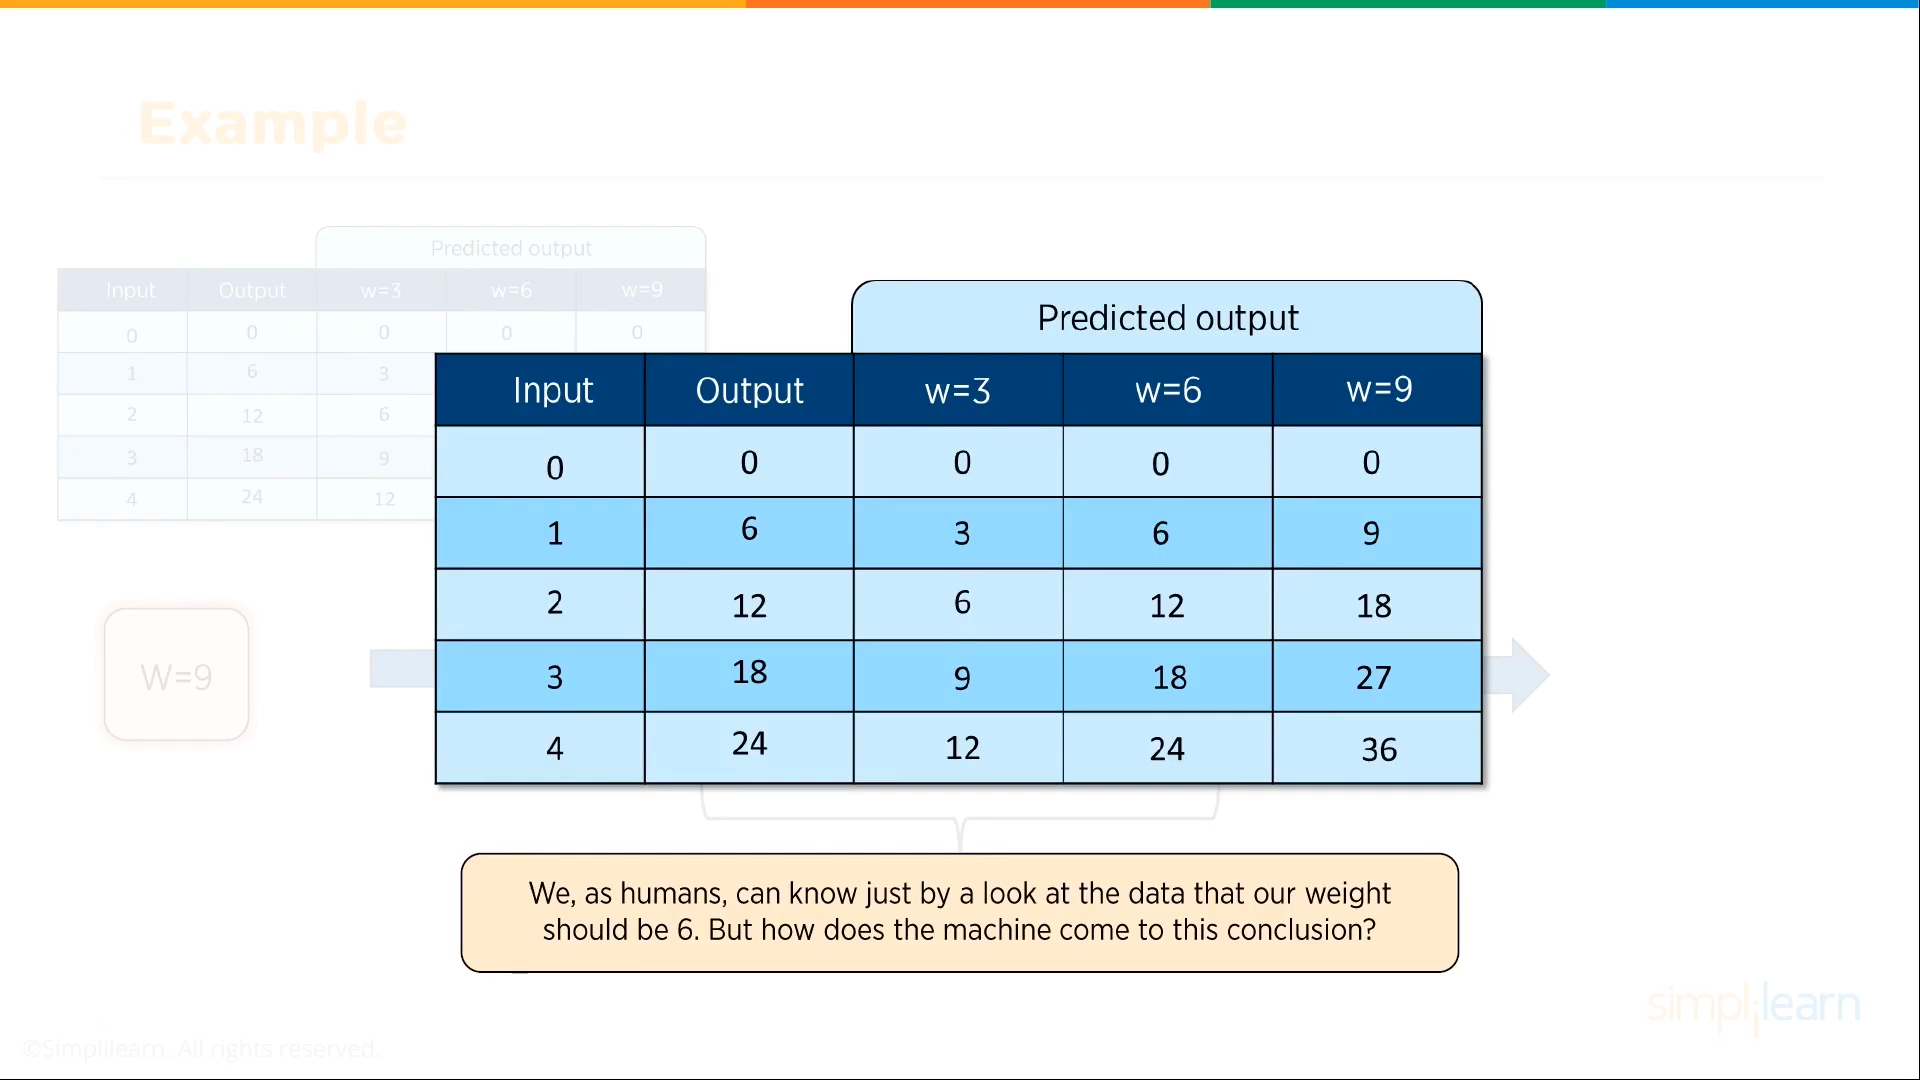 Example
Predicted output
Input Output w=3 w=6 w=9
0 0 0 0 0
1 6 3
2 12 6
3 18 9
4 24 12
W=9
Predicted output
Input Output w=3 w=6 w=9
0 0 0 0 0
1 6 3 6 9
2 12 6 12 18
3 18 9 18 27
4 24 12 24 36
We, as humans, can know just by a look at the data that our weight
should be 6. But how does the machine come to this conclusion?
simplilearn
©Simplilearn. All rights reserved.